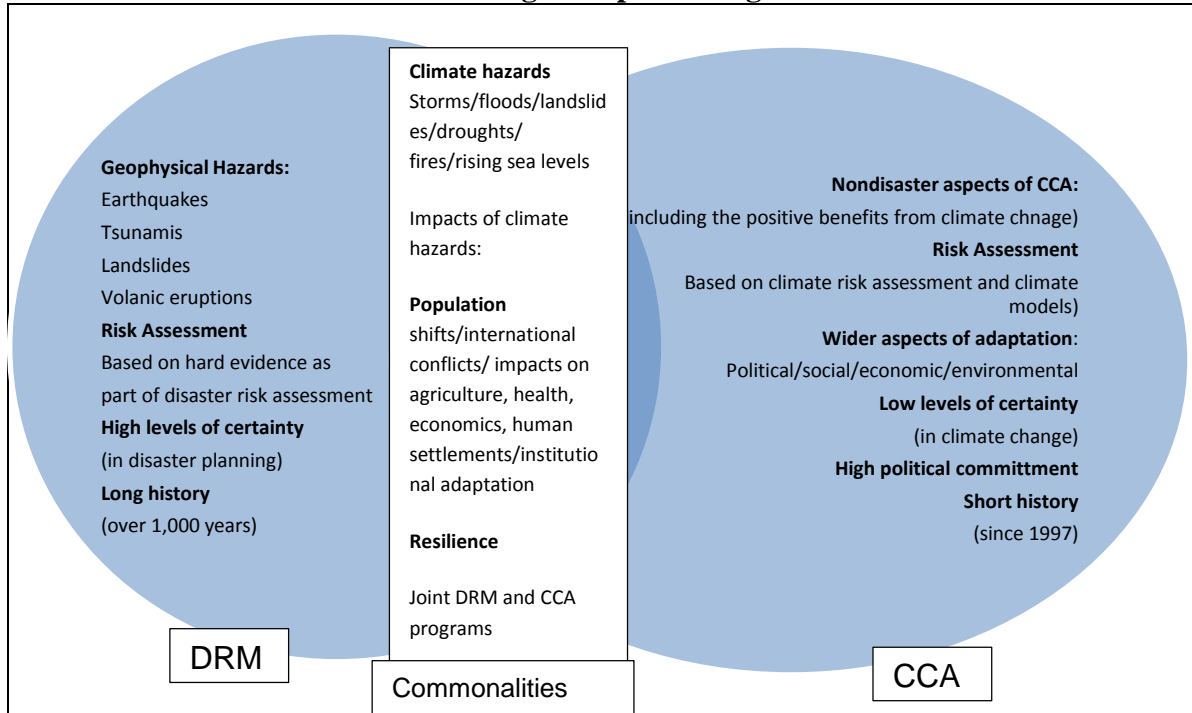 Geophysical Hazards:
Earthquakes
Tsunamis
Landslides
Volanic eruptions
Risk Assessment
Based on hard evidence as
part of disaster risk assessment
High levels of certainty
(in disaster planning)
Long history
(over 1,000 years)
DRM
Climate hazards
Storms/floods/landslid
es/droughts/
fires/rising sea levels
Impacts of climate
hazards:
Population
shifts/international
conflicts/ impacts on
agriculture, health,
economics, human
settlements/institutio
nal adaptation
Resilience
Joint DRM and CCA
programs
Commonalities
Nondisaster aspects of CCA:
including the positive benefits from climate chnage)
Risk Assessment
Based on climate risk assessment and climate
models)
Wider aspects of adaptation:
Political/social/economic/environmental
Low levels of certainty
(in climate change)
High political committment
Short history
(since 1997)
CCA